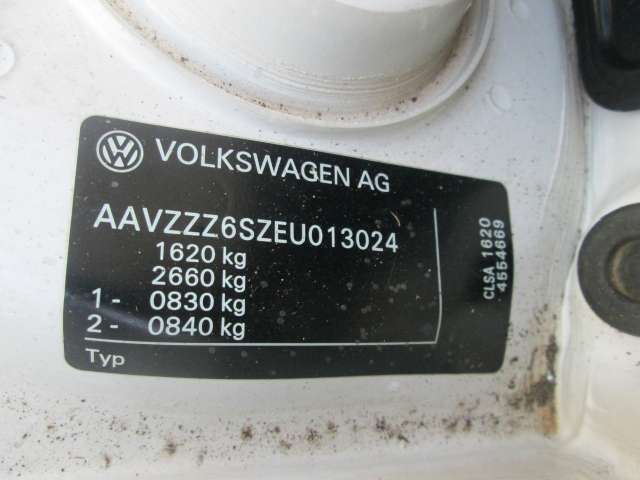 VOLKSWAGEN AG
AAVZZZ6SZEU013024
1620 kg
2660 kg
1 - 0830 kg
2 - 0840 kg
Typ
CLSA 1620
4554669